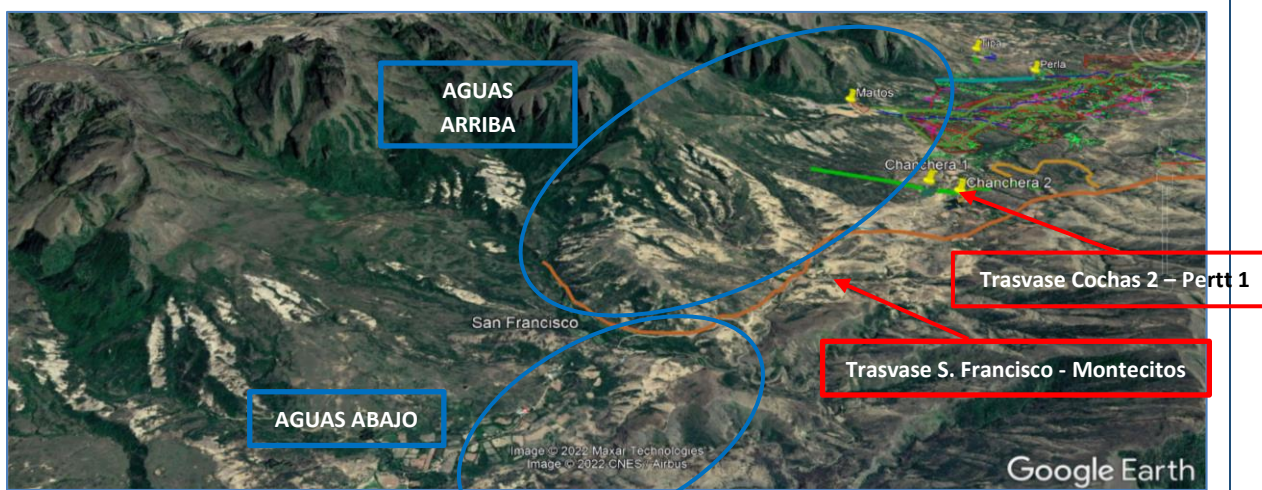 Tipa
Perla
AGUAS
ARRIBA
Martos
Chanchera 1
Chanchera 2
Trasvase Cochas 2 – Pertt 1
San Francisco
Trasvase S. Francisco - Montecitos
AGUAS ABAJO
Image © 2022 Maxar Technologies
Image © 2022 CNES / Airbus
Google Earth